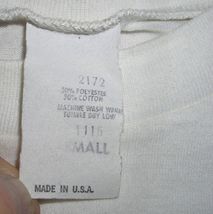 2172
50% POLYESTER
50% COTTON
MACHINE WASH WARM
TUMBLE DRY LOW
1116
SMALL
MADE IN U.S.A.